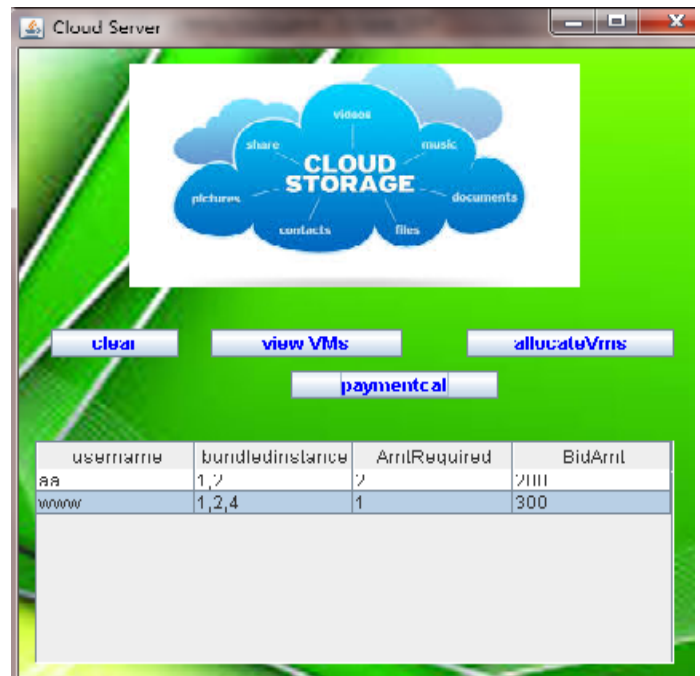 Cloud Server
videos
share music
CLOUD
STORAGE
pictures documents
contacts files
clear view VMs allocateVms
paymentcal
username bundledinstance AmtRequired BidAmt
aa 1,2 2 200
www 1,2,4 1 300